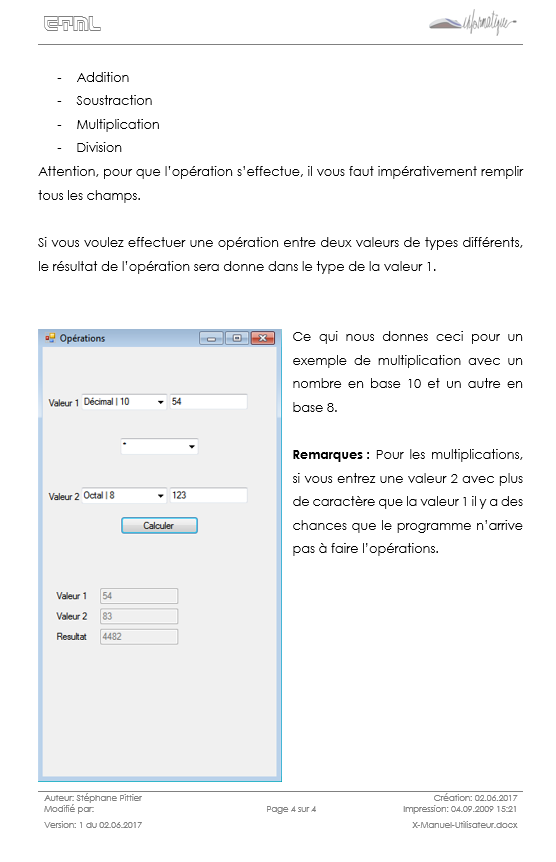 ETML
informatique
- Addition
- Soustraction
- Multiplication
- Division
Attention, pour que l'opération s'effectue, il vous faut impérativement remplir
tous les champs.
Si vous voulez effectuer une opération entre deux valeurs de types différents,
le résultat de l'opération sera donne dans le type de la valeur 1.
Opérations
Valeur 1 Décimal | 10 54
*
Valeur 2 Octal | 8 123
Calculer
Valeur 1 54
Valeur 2 83
Resultat 4482
Ce qui nous donnes ceci pour un
exemple de multiplication avec un
nombre en base 10 et un autre en
base 8.
Remarques : Pour les multiplications,
si vous entrez une valeur 2 avec plus
de caractère que la valeur 1 il y a des
chances que le programme n'arrive
pas à faire l'opérations.
Auteur: Stéphane Pittier Création: 02.06.2017
Modifié par: Page 4 sur 4 Impression: 04.09.2009 15:21
Version: 1 du 02.06.2017 X-Manuel-Utilisateur.docx